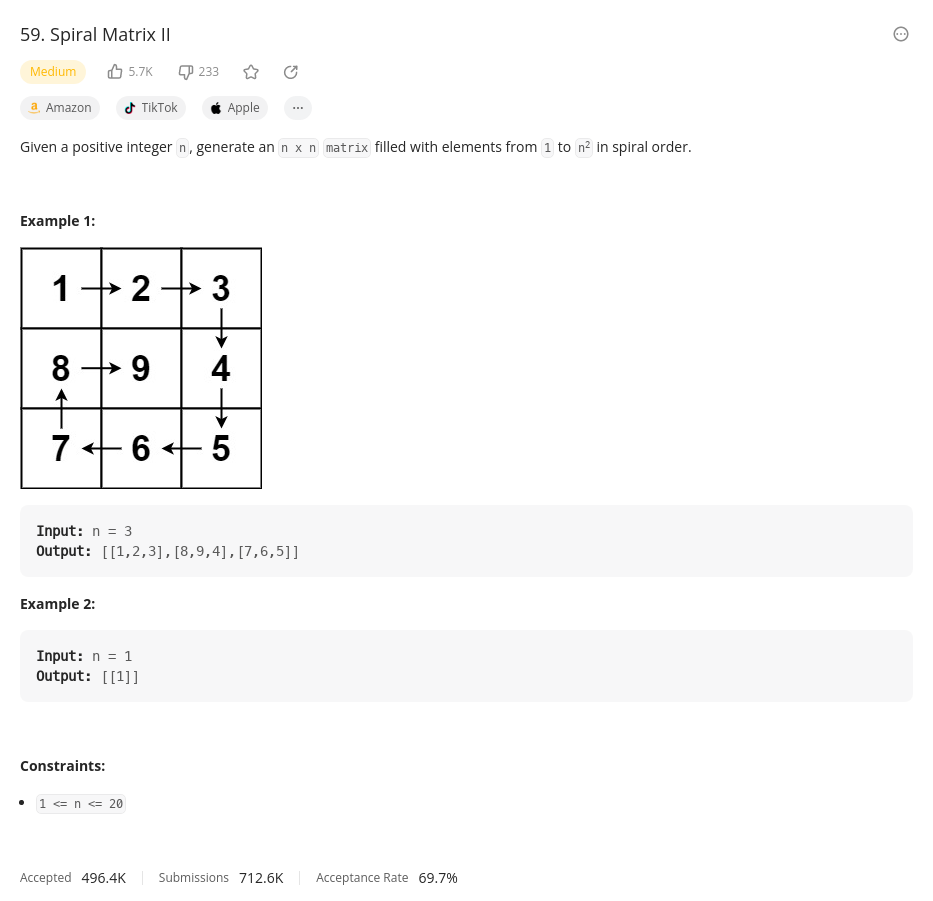 59. Spiral Matrix II
Medium 5.7K 233
Amazon TikTok Apple ...
Given a positive integer n, generate an n x n matrix filled with elements from 1 to n² in spiral order.
Example 1:
1 2 3
8 9 4
7 6 5
Input: n = 3
Output: [[1,2,3],[8,9,4],[7,6,5]]
Example 2:
Input: n = 1
Output: [[1]]
Constraints:
• 1 <= n <= 20
Accepted 496.4K Submissions 712.6K Acceptance Rate 69.7%